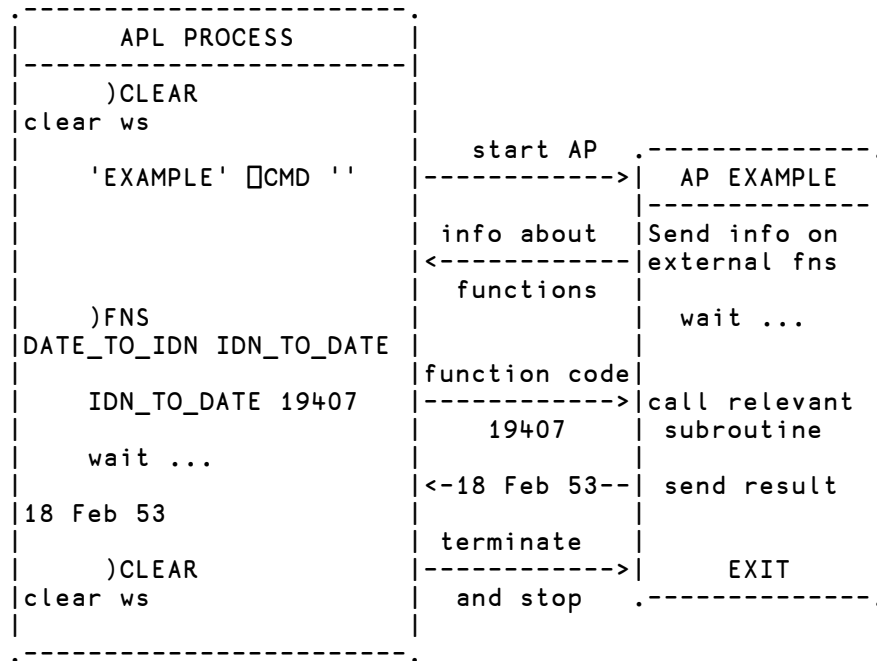 APL PROCESS
)CLEAR
clear ws
start AP
'EXAMPLE' ⎕CMD ''
AP EXAMPLE
info about
Send info on
external fns
functions
)FNS
wait ...
DATE_TO_IDN IDN_TO_DATE
function code
IDN_TO_DATE 19407
call relevant
19407
subroutine
wait ...
18 Feb 53
send result
18 Feb 53
terminate
)CLEAR
EXIT
clear ws
and stop